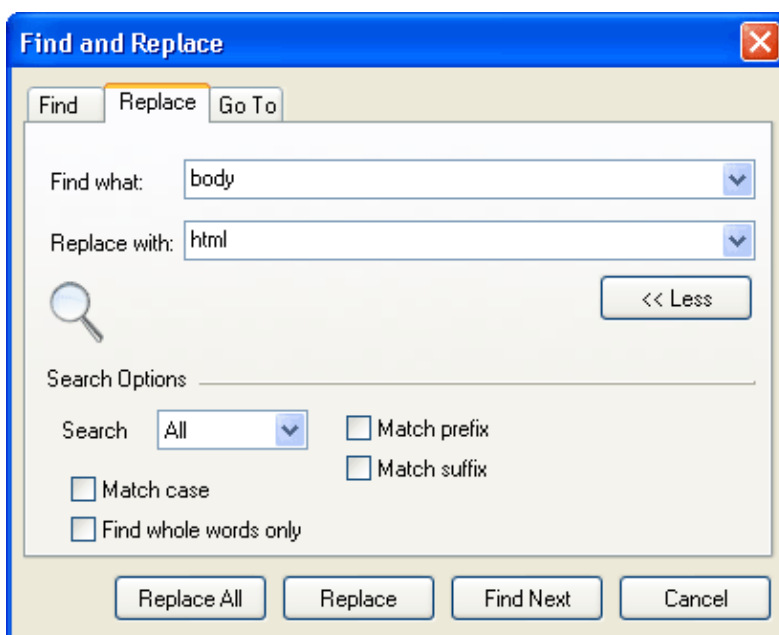 Find and Replace
Find Replace Go To
Find what: body
Replace with: html
<< Less
Search Options
Search All Match prefix
Match suffix
Match case
Find whole words only
Replace All Replace Find Next Cancel